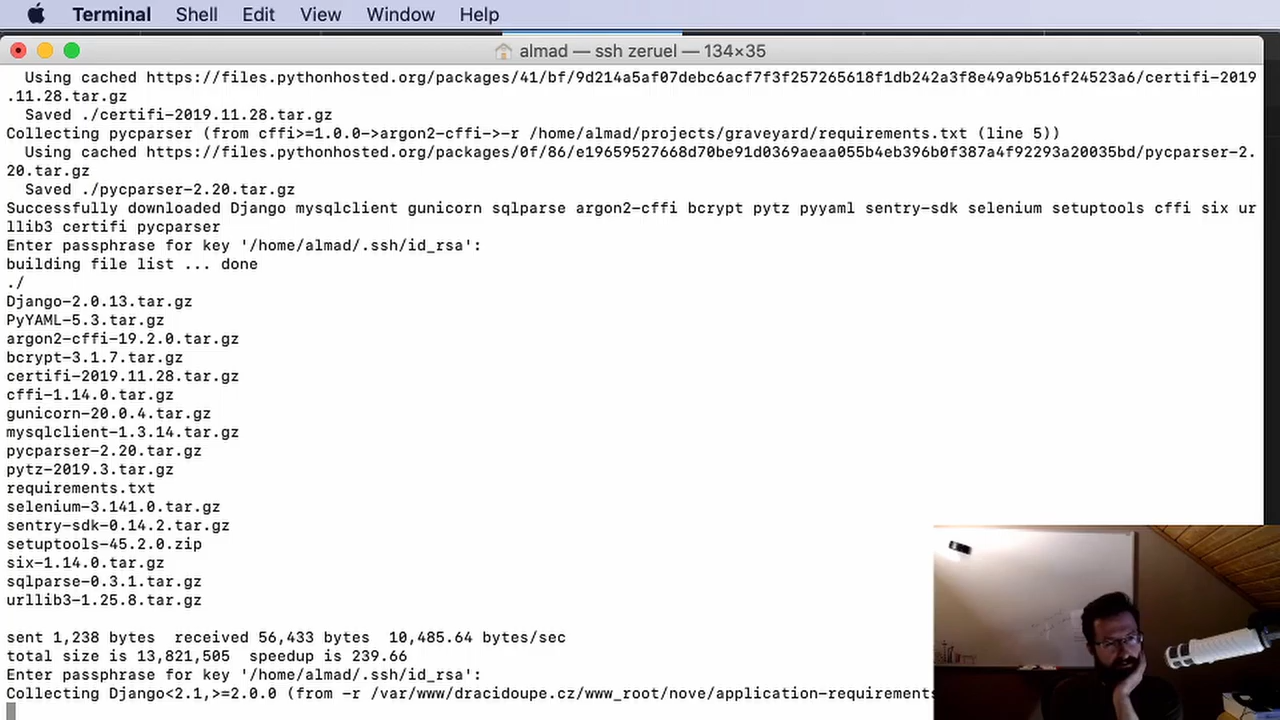 Terminal Shell Edit View Window Help
almad — ssh zeruel — 134×35
Using cached https://files.pythonhosted.org/packages/41/bf/9d214a5af07debc6acf7f3f257265618f1db242a3f8e49a9b516f24523a6/certifi-2019
.11.28.tar.gz
Saved ./certifi-2019.11.28.tar.gz
Collecting pycparser (from cffi>=1.0.0->argon2-cffi->-r /home/almad/projects/graveyard/requirements.txt (line 5))
Using cached https://files.pythonhosted.org/packages/0f/86/e19659527668d70be91d0369aeaa055b4eb396b0f387a4f92293a20035bd/pycparser-2.
20.tar.gz
Saved ./pycparser-2.20.tar.gz
Successfully downloaded Django mysqlclient gunicorn sqlparse argon2-cffi bcrypt pytz pyyaml sentry-sdk selenium setuptools cffi six ur
llib3 certifi pycparser
Enter passphrase for key '/home/almad/.ssh/id_rsa':
building file list ... done
./
Django-2.0.13.tar.gz
PyYAML-5.3.tar.gz
argon2-cffi-19.2.0.tar.gz
bcrypt-3.1.7.tar.gz
certifi-2019.11.28.tar.gz
cffi-1.14.0.tar.gz
gunicorn-20.0.4.tar.gz
mysqlclient-1.3.14.tar.gz
pycparser-2.20.tar.gz
pytz-2019.3.tar.gz
requirements.txt
selenium-3.141.0.tar.gz
sentry-sdk-0.14.2.tar.gz
setuptools-45.2.0.zip
six-1.14.0.tar.gz
sqlparse-0.3.1.tar.gz
urllib3-1.25.8.tar.gz
sent 1,238 bytes received 56,433 bytes 10,485.64 bytes/sec
total size is 13,821,505 speedup is 239.66
Enter passphrase for key '/home/almad/.ssh/id_rsa':
Collecting Django<2.1,>=2.0.0 (from -r /var/www/dracidoupe.cz/www_root/nove/application-requirements